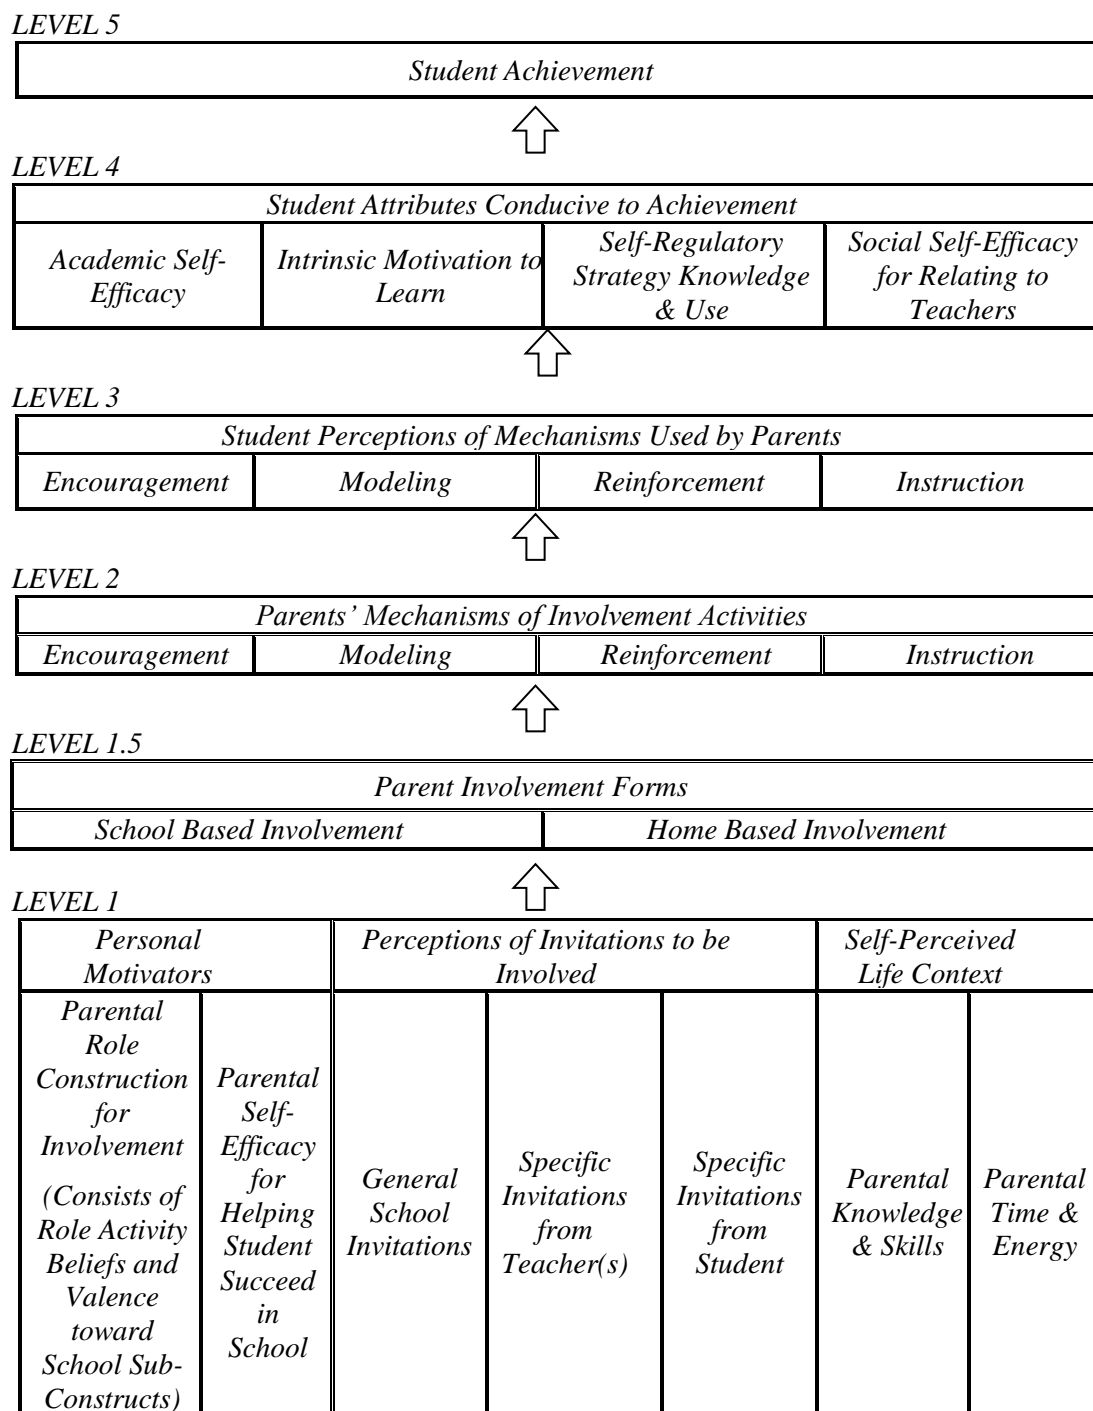 LEVEL 5
Student Achievement
LEVEL 4
Student Attributes Conducive to Achievement
Academic Self-
Efficacy
Intrinsic Motivation to
Learn
Self-Regulatory
Strategy Knowledge
& Use
Social Self-Efficacy
for Relating to
Teachers
LEVEL 3
Student Perceptions of Mechanisms Used by Parents
Encouragement
Modeling
Reinforcement
Instruction
LEVEL 2
Parents’ Mechanisms of Involvement Activities
Encouragement
Modeling
Reinforcement
Instruction
LEVEL 1.5
Parent Involvement Forms
School Based Involvement
Home Based Involvement
LEVEL 1
Personal
Motivators
Perceptions of Invitations to be
Involved
Self-Perceived
Life Context
Parental
Role
Construction
for
Involvement
(Consists of
Role Activity
Beliefs and
Valence
toward
School Sub-
Constructs)
Parental
Self-
Efficacy
for
Helping
Student
Succeed
in
School
General
School
Invitations
Specific
Invitations
from
Teacher(s)
Specific
Invitations
from
Student
Parental
Knowledge
& Skills
Parental
Time &
Energy